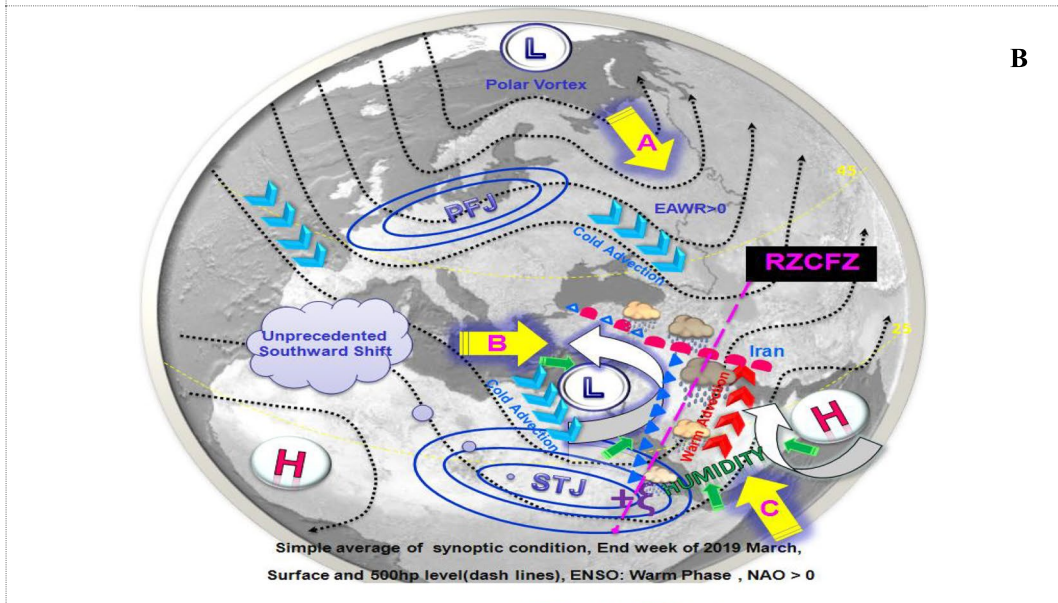 B
L
Polar Vortex
A
45
PFJ
EAWR>0
Cold Advection
RZCFZ
Unprecedented
Southward Shift
B
25
Iran
L
Cold Advection
Warm Advection
H
H
HUMIDITY
STJ
+ξ
C
Simple average of synoptic condition, End week of 2019 March,
Surface and 500hp level(dash lines), ENSO: Warm Phase , NAO > 0